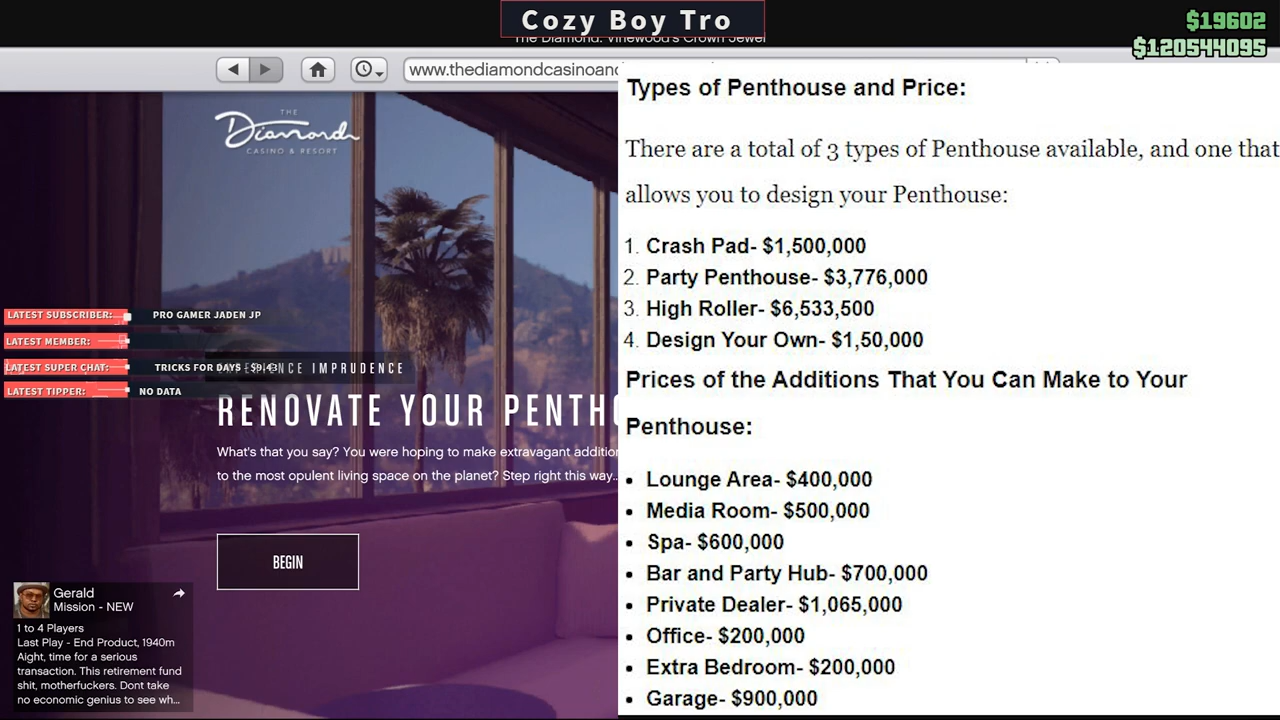 Cozy Boy Tro
The Diamond: Vinewood's Crown Jewel
$19602
$120544095
www.thediamondcasinoand
THE
Diamond
CASINO & RESORT
LATEST SUBSCRIBER: PRO GAMER JADEN JP
LATEST MEMBER:
LATEST SUPER CHAT: TRICKS FOR DAYS - $9.43
LATEST TIPPER: NO DATA
IMPRUDENCE
RENOVATE YOUR PENTHO
What's that you say? You were hoping to make extravagant addition
to the most opulent living space on the planet? Step right this way...
BEGIN
Gerald
Mission - NEW
1 to 4 Players
Last Play - End Product, 1940m
Aight, time for a serious
transaction. This retirement fund
shit, motherfuckers. Dont take
no economic genius to see wh...
Types of Penthouse and Price:
There are a total of 3 types of Penthouse available, and one that
allows you to design your Penthouse:
1. Crash Pad- $1,500,000
2. Party Penthouse- $3,776,000
3. High Roller- $6,533,500
4. Design Your Own- $1,50,000
Prices of the Additions That You Can Make to Your
Penthouse:
• Lounge Area- $400,000
• Media Room- $500,000
• Spa- $600,000
• Bar and Party Hub- $700,000
• Private Dealer- $1,065,000
• Office- $200,000
• Extra Bedroom- $200,000
• Garage- $900,000